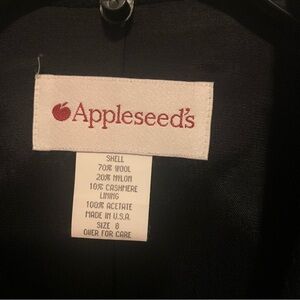 Appleseed's
SHELL
70% WOOL
20% NYLON
10% CASHMERE
LINING
100% ACETATE
MADE IN U.S.A.
SIZE 8
OVER FOR CARE